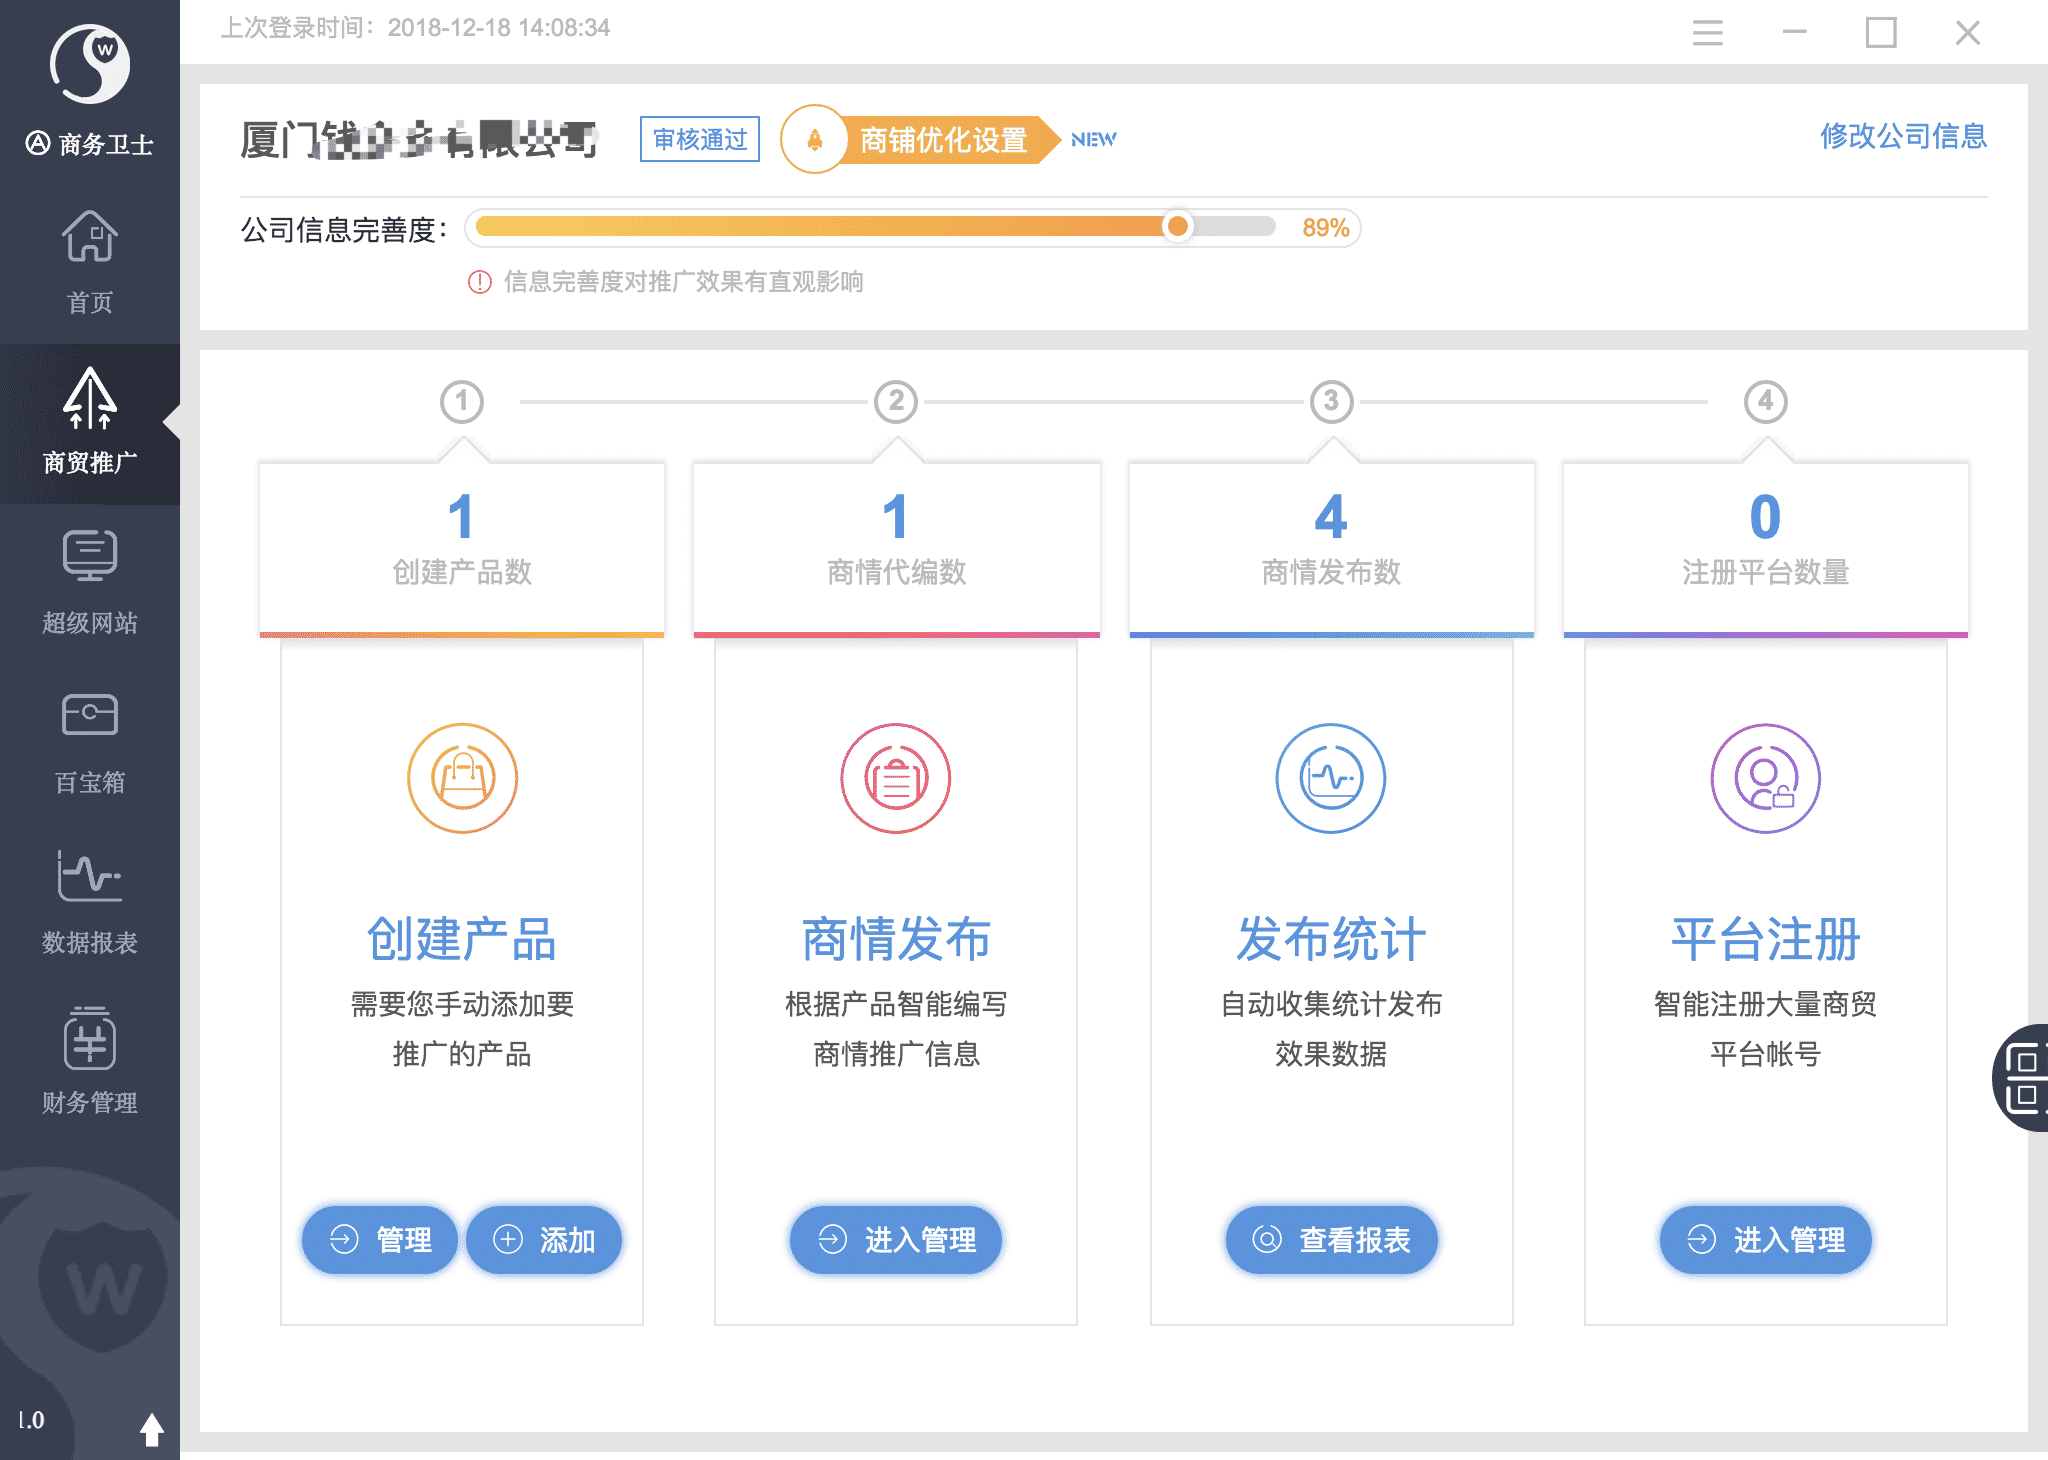 上次登录时间：2018-12-18 14:08:34
W
商务卫士
首页
商贸推广
超级网站
百宝箱
数据报表
财务管理
W
1.0
厦门
有限公司
审核通过
商铺优化设置
NEW
修改公司信息
公司信息完善度：
89%
信息完善度对推广效果有直观影响
1
2
3
4
1
创建产品数
1
商情代编数
4
商情发布数
0
注册平台数量
创建产品
需要您手动添加要
推广的产品
管理
添加
商情发布
根据产品智能编写
商情推广信息
进入管理
发布统计
自动收集统计发布
效果数据
查看报表
平台注册
智能注册大量商贸
平台帐号
进入管理